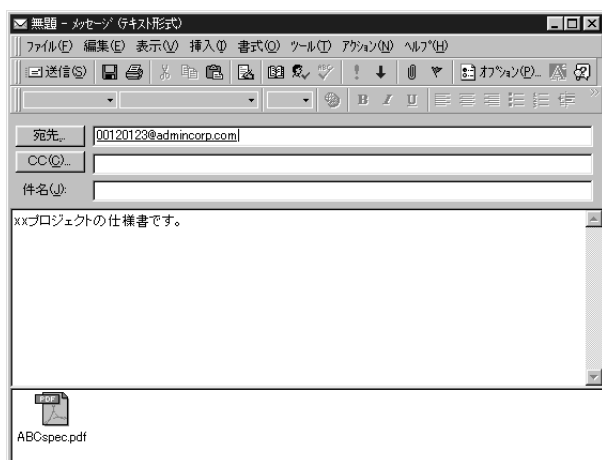 無題 - メッセージ (テキスト形式)
ファイル(F) 編集(E) 表示(V) 挿入(I) 書式(O) ツール(T) アクション(N) ヘルプ(H)
送信(S) オプション(P)...
B I U
宛先... 00120123@admincorp.com
CC(C)...
件名(J):
xxプロジェクトの仕様書です。
PDF
ABCspec.pdf